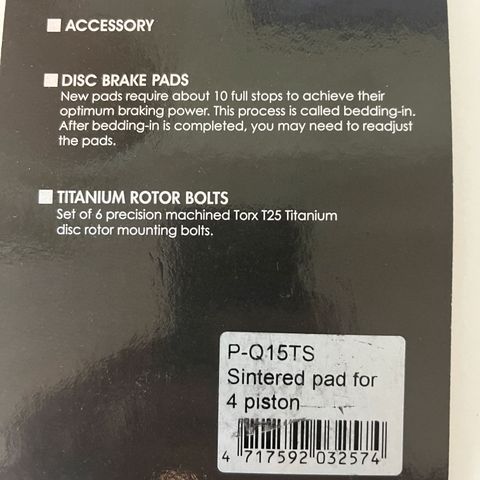 ACCESSORY
DISC BRAKE PADS
New pads require about 10 full stops to achieve their
optimum braking power. This process is called bedding-in.
After bedding-in is completed, you may need to readjust
the pads.
TITANIUM ROTOR BOLTS
Set of 6 precision machined Torx T25 Titanium
disc rotor mounting bolts.
P-Q15TS
Sintered pad for
4 piston
4 717592 032574